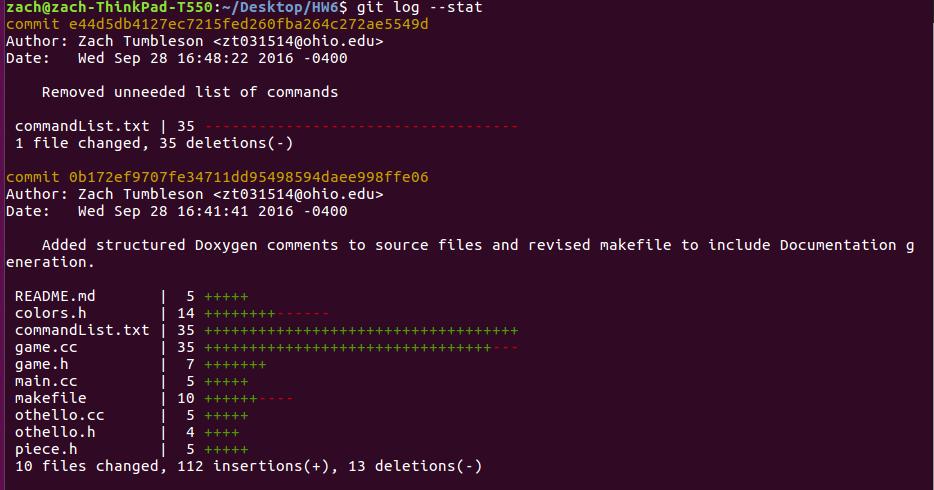 zach@zach-ThinkPad-T550:~/Desktop/HW6$ git log --stat
commit e44d5db4127ec7215fed260fba264c272ae5549d
Author: Zach Tumbleson <zt031514@ohio.edu>
Date:   Wed Sep 28 16:48:22 2016 -0400
    Removed unneeded list of commands
 commandList.txt | 35 -----------------------------------
 1 file changed, 35 deletions(-)
commit 0b172ef9707fe34711dd95498594daee998ffe06
Author: Zach Tumbleson <zt031514@ohio.edu>
Date:   Wed Sep 28 16:41:41 2016 -0400
    Added structured Doxygen comments to source files and revised makefile to include Documentation g
eneration.
 README.md       |  5 +++++
 colors.h        | 14 ++++++++------
 commandList.txt | 35 +++++++++++++++++++++++++++++++++++
 game.cc         | 35 ++++++++++++++++++++++++++++++++---
 game.h          |  7 +++++++
 main.cc         |  5 +++++
 makefile        | 10 ++++++----
 othello.cc      |  5 +++++
 othello.h       |  4 ++++
 piece.h         |  5 +++++
 10 files changed, 112 insertions(+), 13 deletions(-)